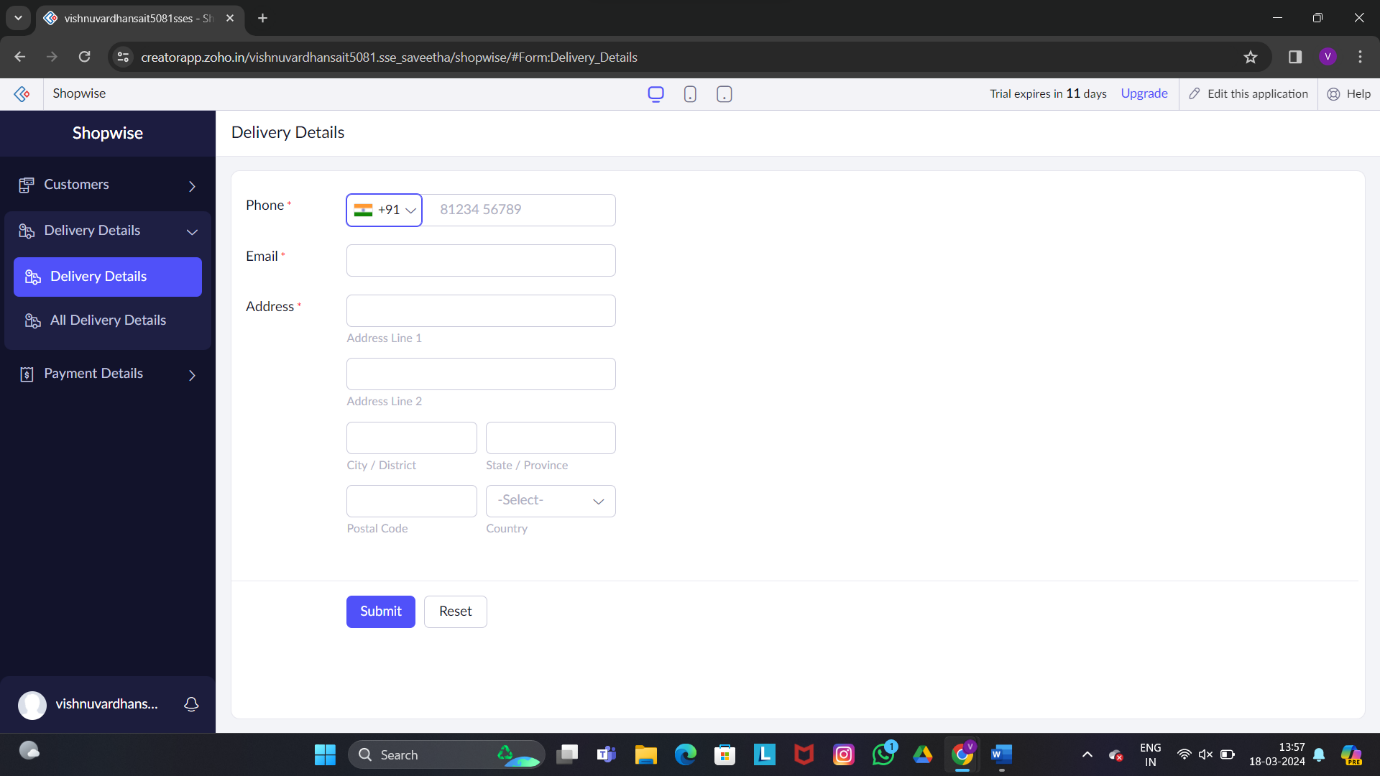 vishnuvardhansait5081sses - Sh
creatorapp.zoho.in/vishnuvardhansait5081.sse_saveetha/shopwise/#Form:Delivery_Details
V
Shopwise
Trial expires in 11 days Upgrade Edit this application Help
Shopwise
Delivery Details
Customers
Delivery Details
Delivery Details
All Delivery Details
Payment Details
Phone * +91 81234 56789
Email *
Address *
Address Line 1
Address Line 2
City / District State / Province
-Select-
Postal Code Country
Submit Reset
vishnuvardhans...
Search
1
V
ENG
IN
13:57
18-03-2024
PRE